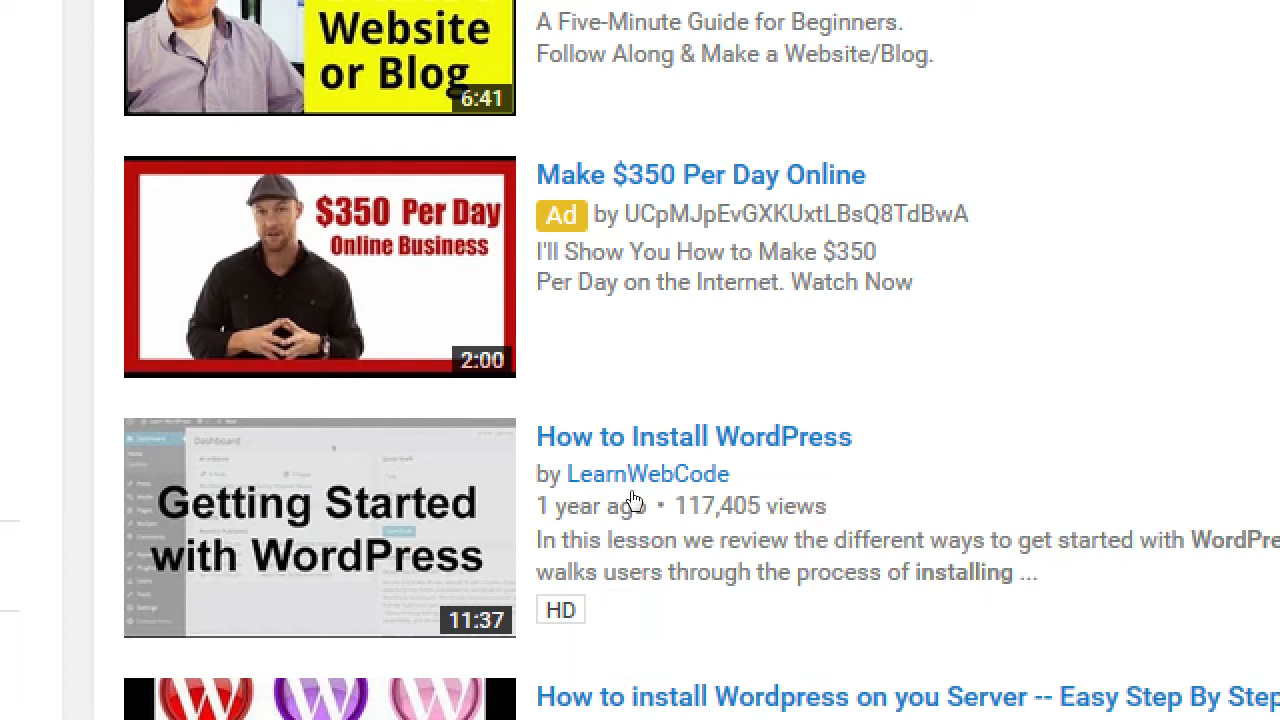 Website
or Blog
6:41
A Five-Minute Guide for Beginners.
Follow Along & Make a Website/Blog.
$350 Per Day
Online Business
2:00
Make $350 Per Day Online
Ad by UCpMJpEvGXKUxtLBsQ8TdBwA
I'll Show You How to Make $350
Per Day on the Internet. Watch Now
Dashboard
Getting Started
with WordPress
11:37
How to Install WordPress
by LearnWebCode
1 year ago • 117,405 views
In this lesson we review the different ways to get started with WordPre
walks users through the process of installing ...
HD
How to install Wordpress on you Server -- Easy Step By Step